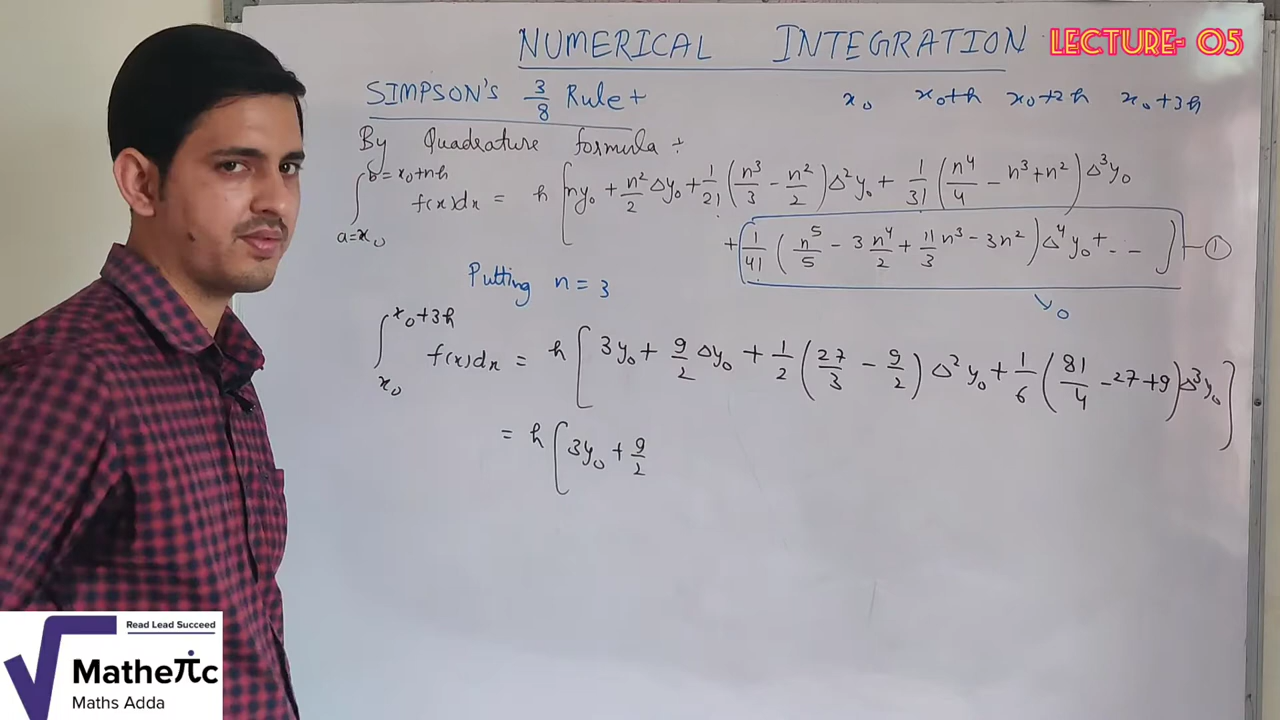 NUMERICAL INTEGRATION LECTURE- 05
SIMPSON'S 3/8 Rule÷ x₀ x₀+h x₀+2h x₀+3h
By Quadrature formula ÷
∫_{a=x₀}^{b=x₀+nh} f(x)dx = h [ny₀ + n²/2 Δy₀ + 1/2! (n³/3 - n²/2) Δ²y₀ + 1/3! (n⁴/4 - n³ + n²) Δ³y₀
+ 1/4! (n⁵/5 - 3n⁴/2 + 11/3 n³ - 3n²) Δ⁴y₀ + - - ] - ①
↘ 0
Putting n = 3
∫_{x₀}^{x₀+3h} f(x)dx = h [3y₀ + 9/2 Δy₀ + 1/2 (27/3 - 9/2) Δ²y₀ + 1/6 (81/4 - 27 + 9) Δ³y₀]
= h [3y₀ + 9/2
Read Lead Succeed
Matheπc
Maths Adda